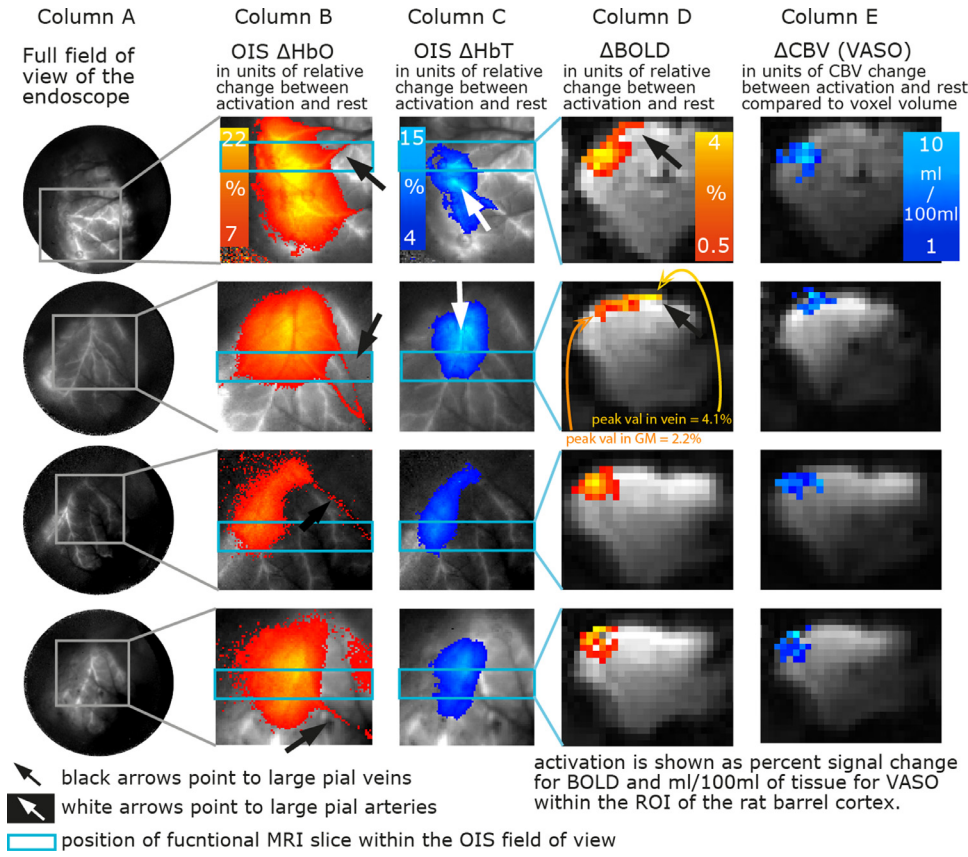 Column A
Column B
Column C
Column D
Column E
Full field of
view of the
endoscope
OIS ΔHbO
in units of relative
change between
activation and rest
OIS ΔHbT
in units of relative
change between
activation and rest
ΔBOLD
in units of relative
change between
activation and rest
ΔCBV (VASO)
in units of CBV change
between activation and rest
compared to voxel volume
22
%
7
15
%
4
4
%
0.5
10
ml
/
100ml
1
peak val in vein = 4.1%
peak val in GM = 2.2%
black arrows point to large pial veins
white arrows point to large pial arteries
position of fucntional MRI slice within the OIS field of view
activation is shown as percent signal change
for BOLD and ml/100ml of tissue for VASO
within the ROI of the rat barrel cortex.